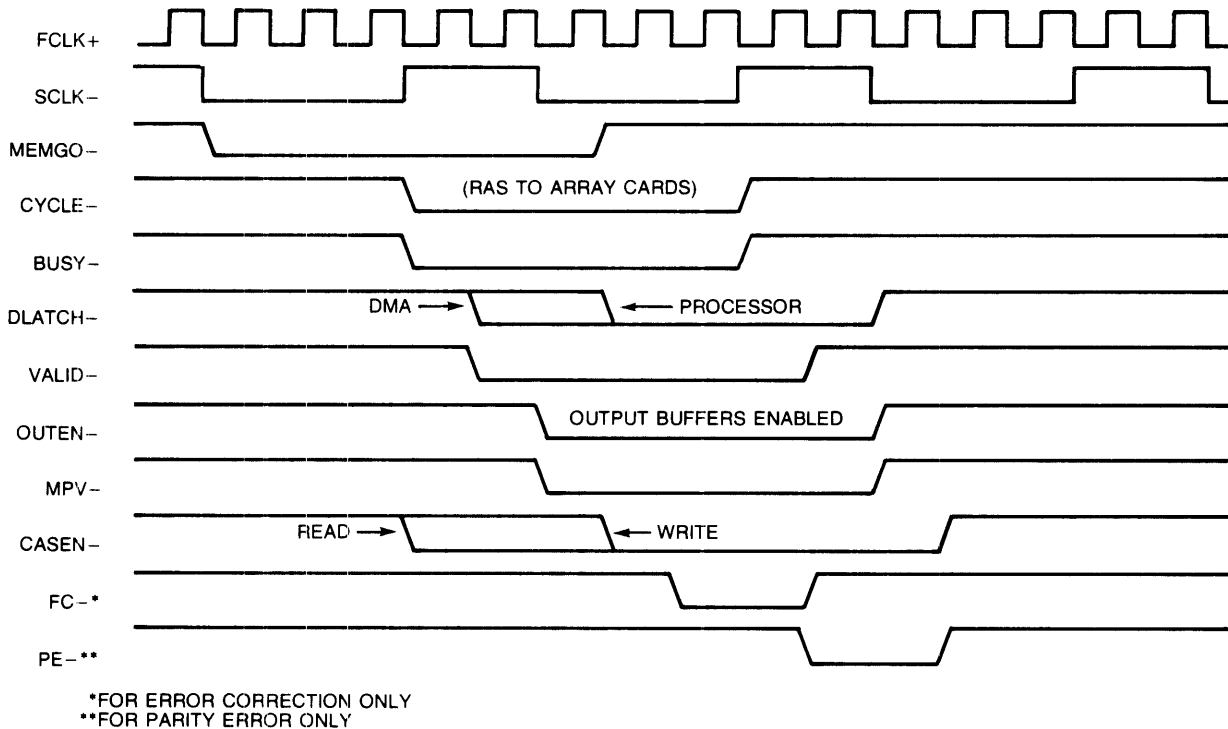 FCLK+
SCLK–
MEMGO–
CYCLE–
(RAS TO ARRAY CARDS)
BUSY–
DLATCH–
DMA
PROCESSOR
VALID–
OUTEN–
OUTPUT BUFFERS ENABLED
MPV–
CASEN–
READ
WRITE
FC–*
PE–**
*FOR ERROR CORRECTION ONLY
**FOR PARITY ERROR ONLY